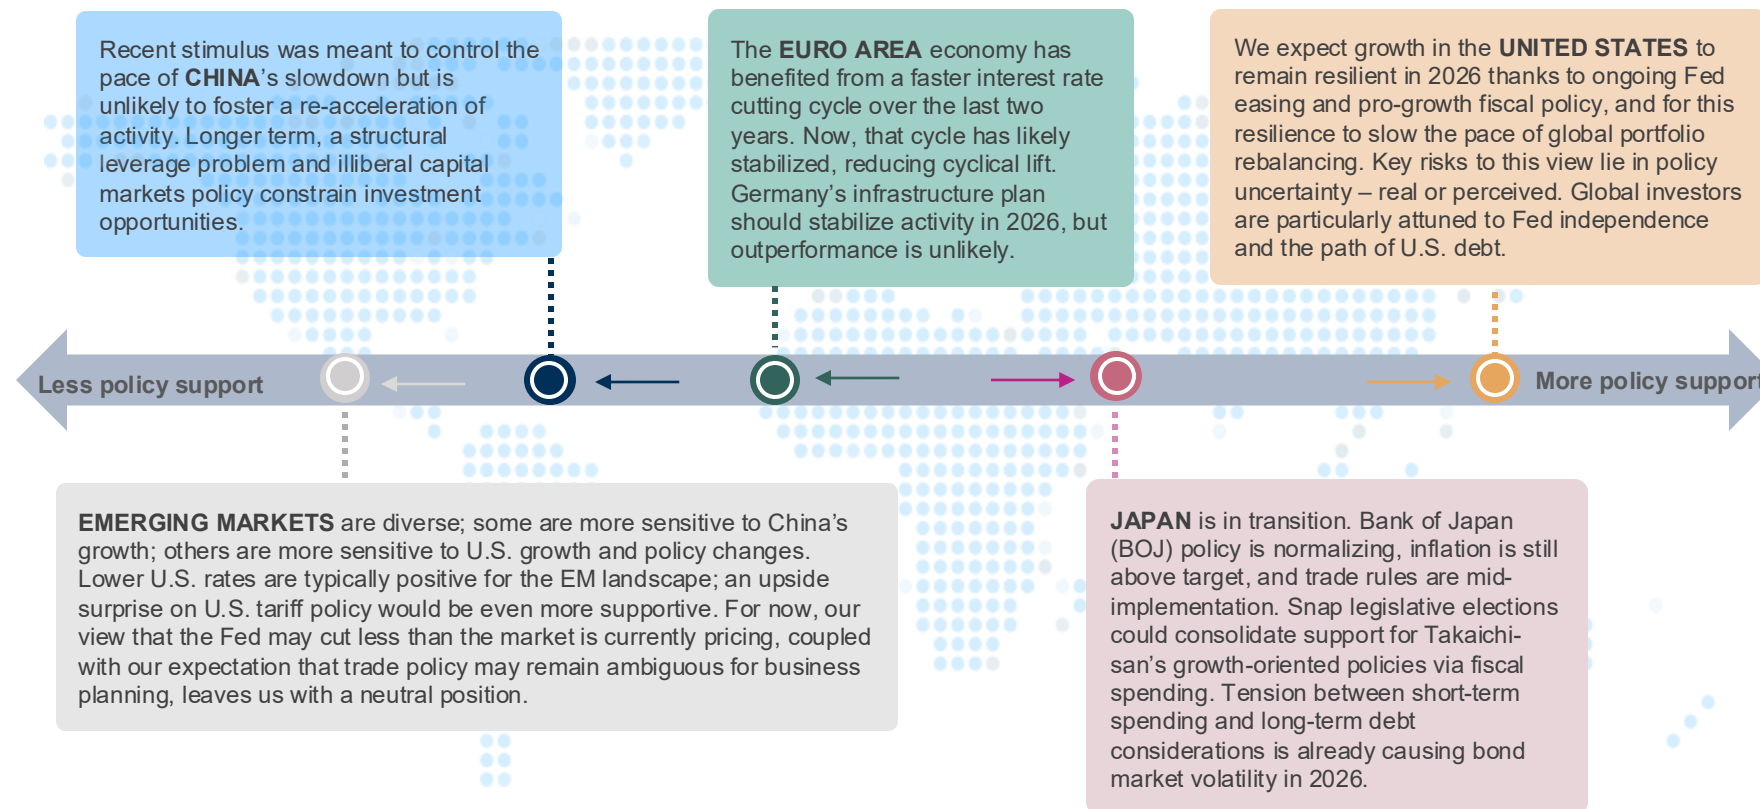 Recent stimulus was meant to control the
pace of CHINA's slowdown but is
unlikely to foster a re-acceleration of
activity. Longer term, a structural
leverage problem and illiberal capital
markets policy constrain investment
opportunities.
The EURO AREA economy has
benefited from a faster interest rate
cutting cycle over the last two
years. Now, that cycle has likely
stabilized, reducing cyclical lift.
Germany's infrastructure plan
should stabilize activity in 2026, but
outperformance is unlikely.
We expect growth in the UNITED STATES to
remain resilient in 2026 thanks to ongoing Fed
easing and pro-growth fiscal policy, and for this
resilience to slow the pace of global portfolio
rebalancing. Key risks to this view lie in policy
uncertainty – real or perceived. Global investors
are particularly attuned to Fed independence
and the path of U.S. debt.
Less policy support
More policy support
EMERGING MARKETS are diverse; some are more sensitive to China's
growth; others are more sensitive to U.S. growth and policy changes.
Lower U.S. rates are typically positive for the EM landscape; an upside
surprise on U.S. tariff policy would be even more supportive. For now, our
view that the Fed may cut less than the market is currently pricing, coupled
with our expectation that trade policy may remain ambiguous for business
planning, leaves us with a neutral position.
JAPAN is in transition. Bank of Japan
(BOJ) policy is normalizing, inflation is still
above target, and trade rules are mid-
implementation. Snap legislative elections
could consolidate support for Takaichi-
san's growth-oriented policies via fiscal
spending. Tension between short-term
spending and long-term debt
considerations is already causing bond
market volatility in 2026.